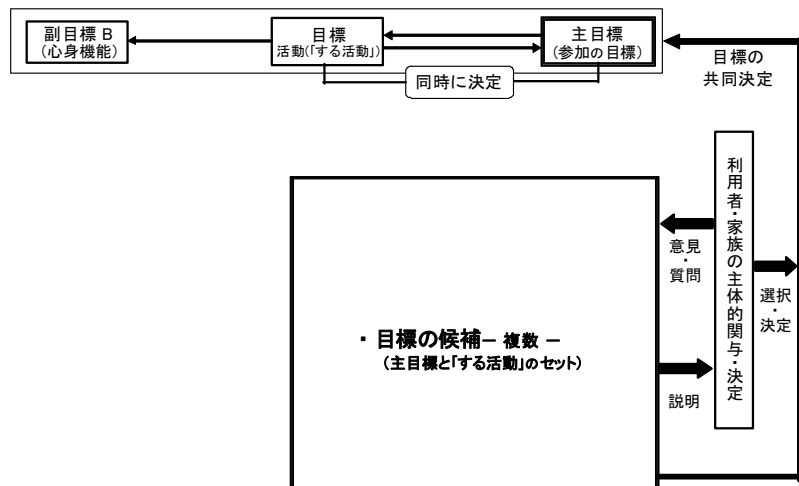 副目標 B
(心身機能)
目標
活動(「する活動」)
主目標
(参加の目標)
同時に決定
目標の
共同決定
利用者・家族の主体的関与・決定
意見・質問
選択・決定
・目標の候補－ 複数 －
(主目標と「する活動」のセット)
説明